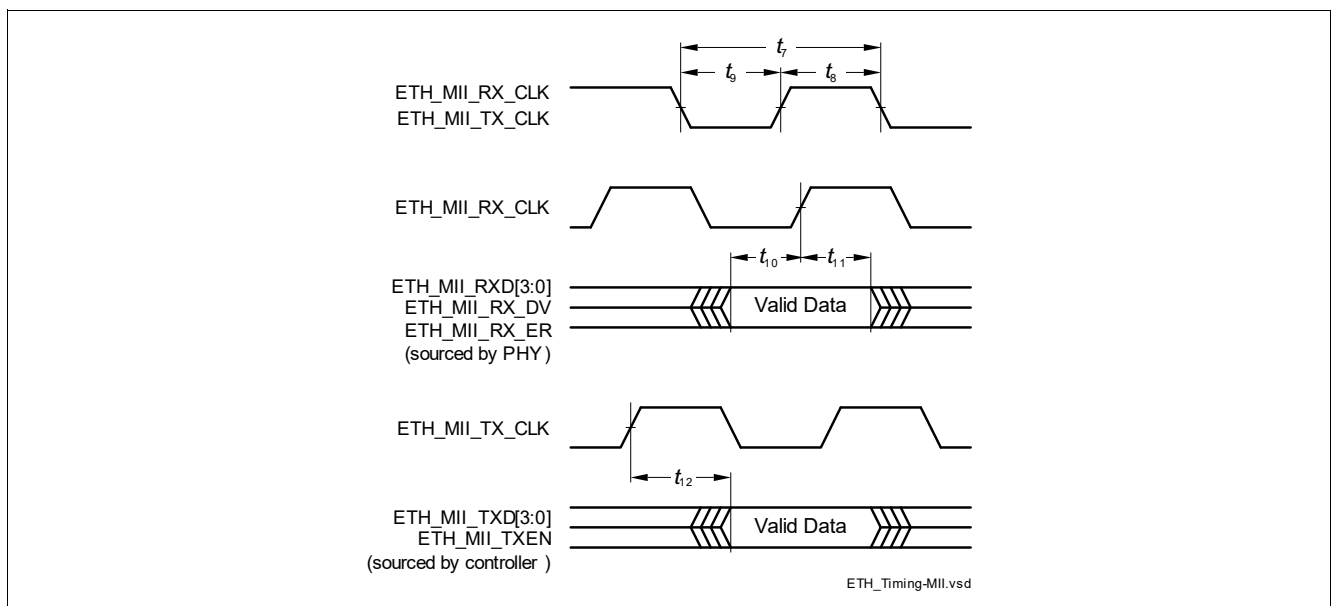 t7
t9 t8
ETH_MII_RX_CLK
ETH_MII_TX_CLK
ETH_MII_RX_CLK
t10 t11
ETH_MII_RXD[3:0]
ETH_MII_RX_DV
Valid Data
ETH_MII_RX_ER
(sourced by PHY)
ETH_MII_TX_CLK
t12
ETH_MII_TXD[3:0]
Valid Data
ETH_MII_TXEN
(sourced by controller )
ETH_Timing-MII.vsd